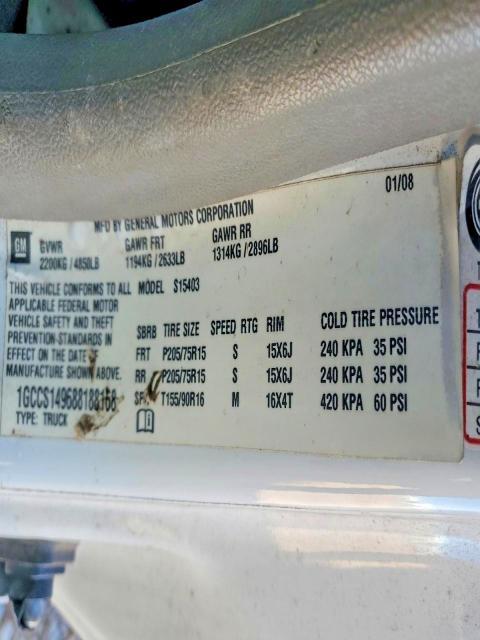 MFD BY GENERAL MOTORS CORPORATION 01/08
GM GVWR GAWR FRT GAWR RR
2200KG / 4850LB 1194KG / 2633LB 1314KG / 2896LB
THIS VEHICLE CONFORMS TO ALL MODEL S15403
APPLICABLE FEDERAL MOTOR
VEHICLE SAFETY AND THEFT
PREVENTION STANDARDS IN
EFFECT ON THE DATE OF
MANUFACTURE SHOWN ABOVE.
SBRB TIRE SIZE SPEED RTG RIM COLD TIRE PRESSURE
FRT P205/75R15 S 15X6J 240 KPA 35 PSI
RR P205/75R15 S 15X6J 240 KPA 35 PSI
T155/90R16 M 16X4T 420 KPA 60 PSI
1GCCS149688188168
TYPE: TRUCK